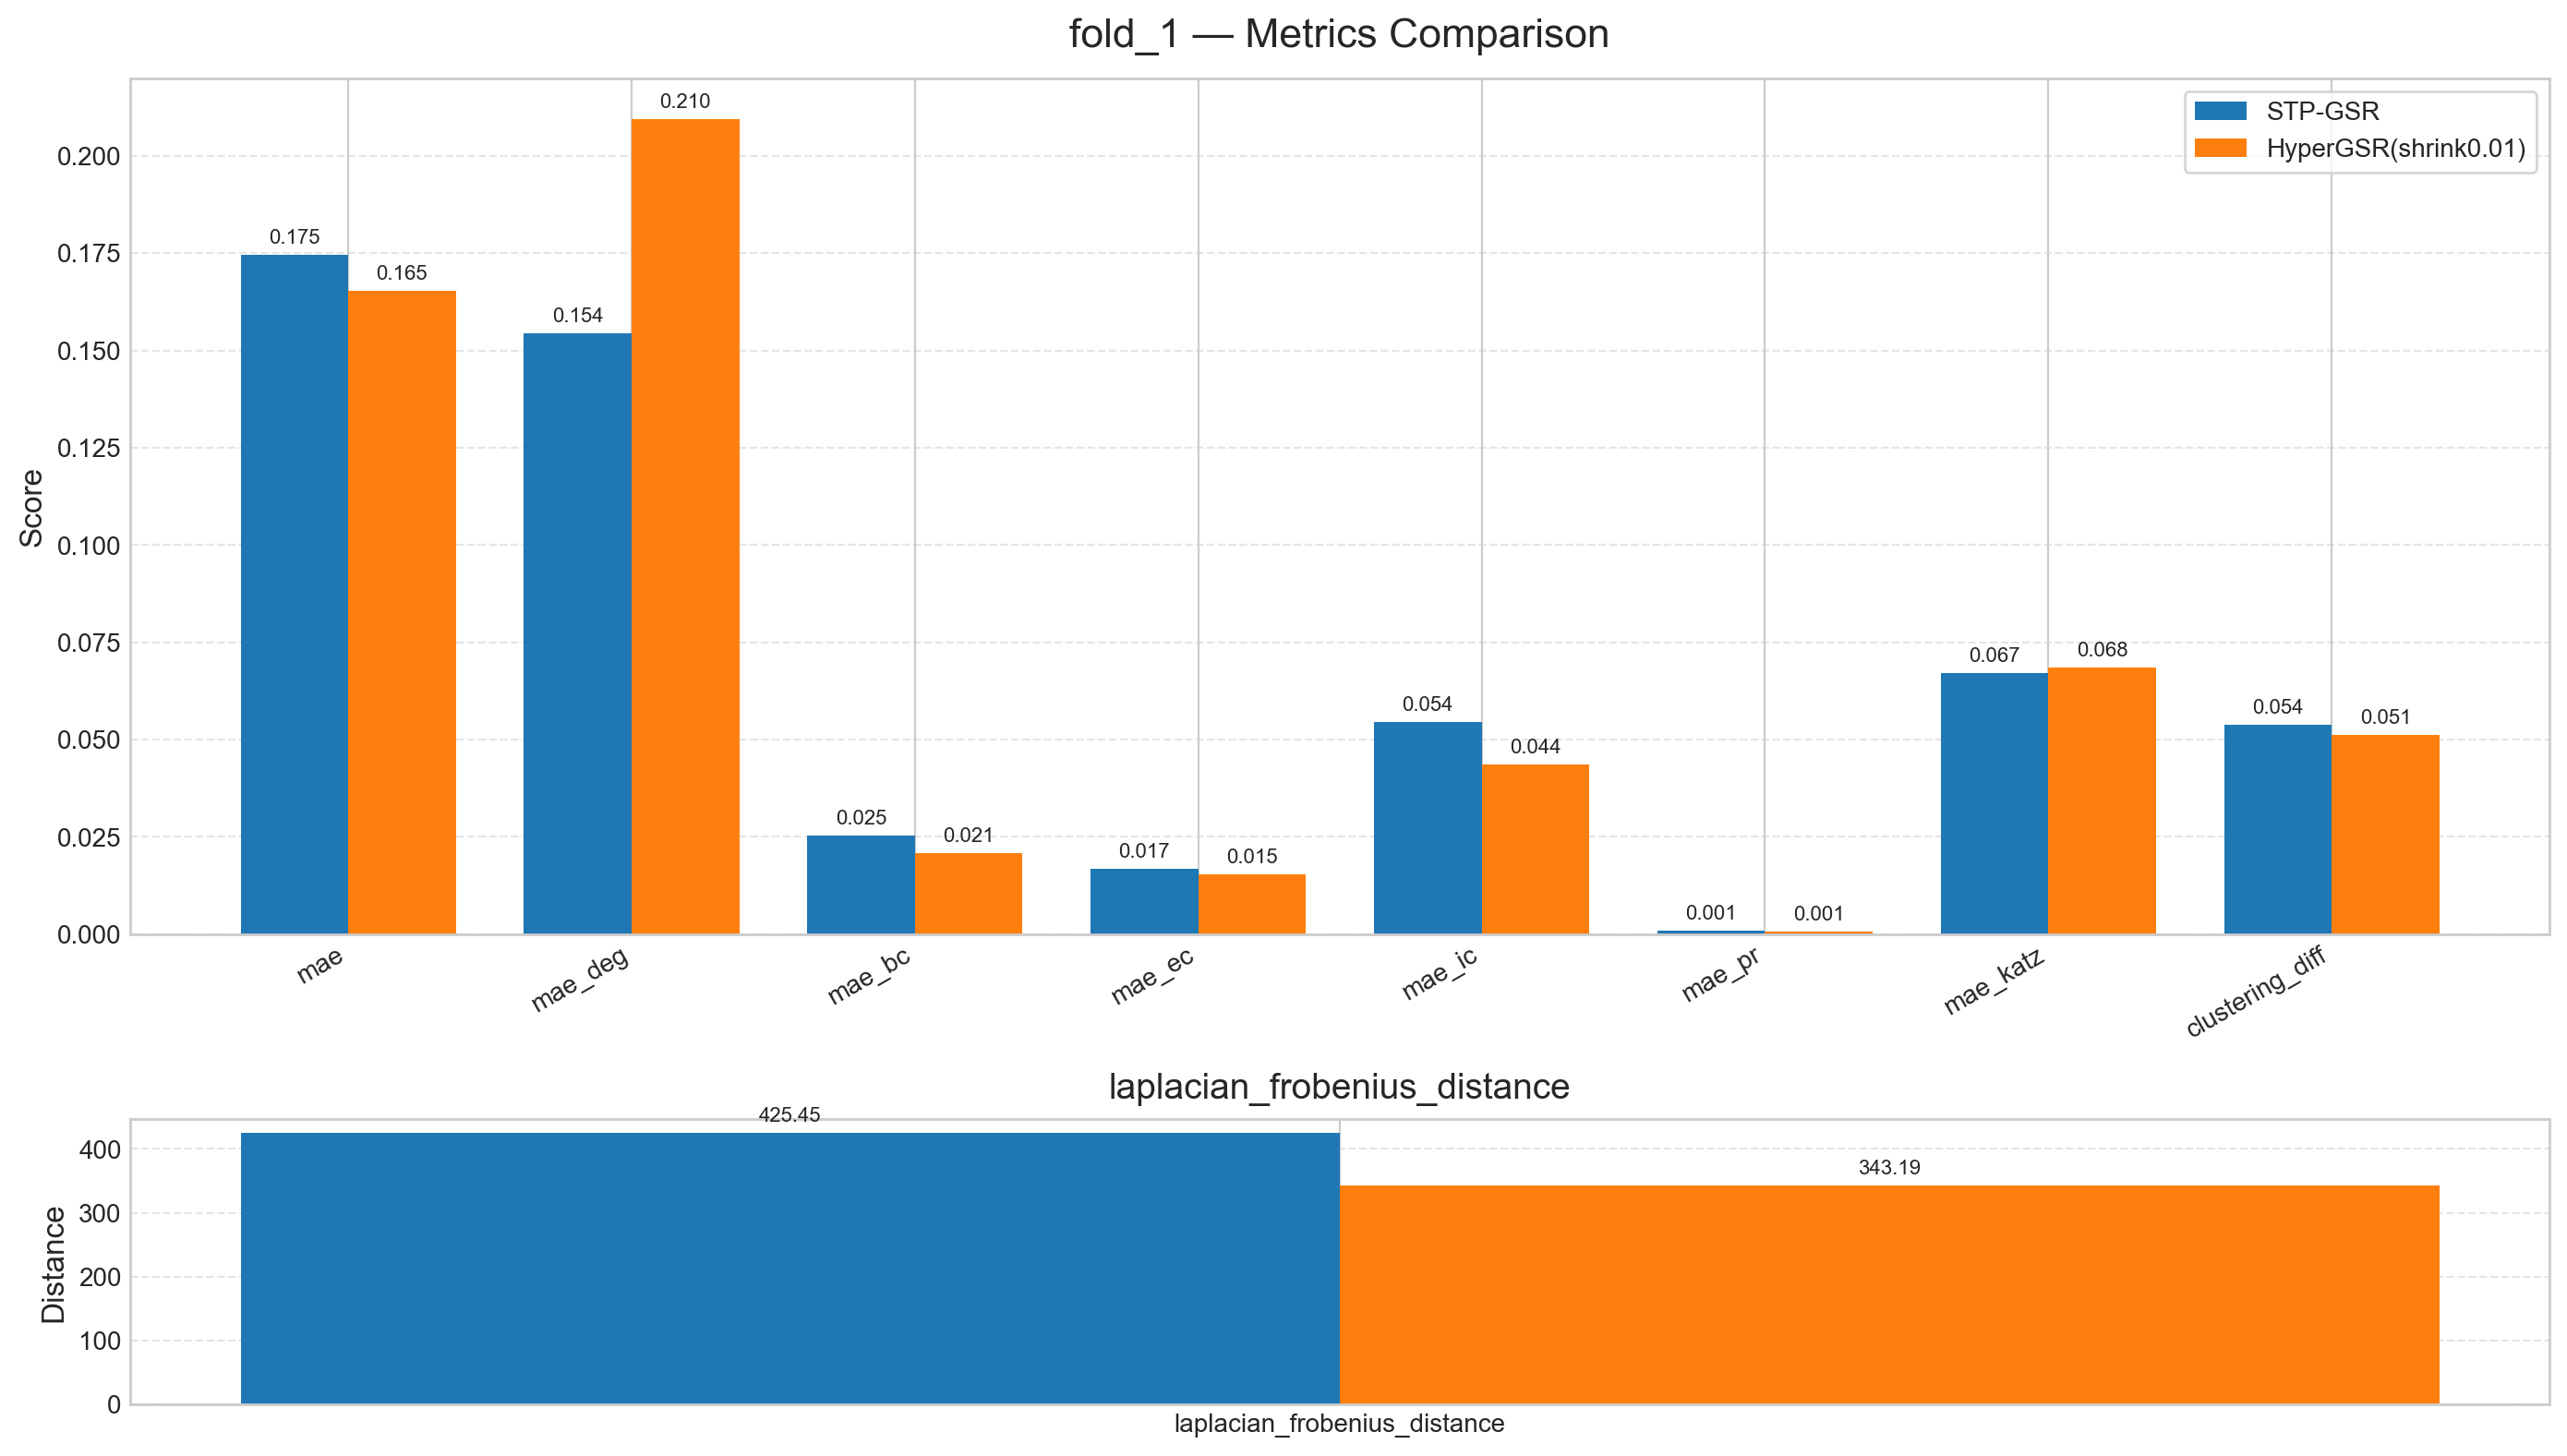 fold_1 — Metrics Comparison
STP-GSR
HyperGSR(shrink0.01)
Score
0.200
0.175
0.150
0.125
0.100
0.075
0.050
0.025
0.000
0.175
0.165
0.154
0.210
0.025
0.021
0.017
0.015
0.054
0.044
0.001
0.001
0.067
0.068
0.054
0.051
mae
mae_deg
mae_bc
mae_ec
mae_ic
mae_pr
mae_katz
clustering_diff
laplacian_frobenius_distance
Distance
400
300
200
100
0
425.45
343.19
laplacian_frobenius_distance